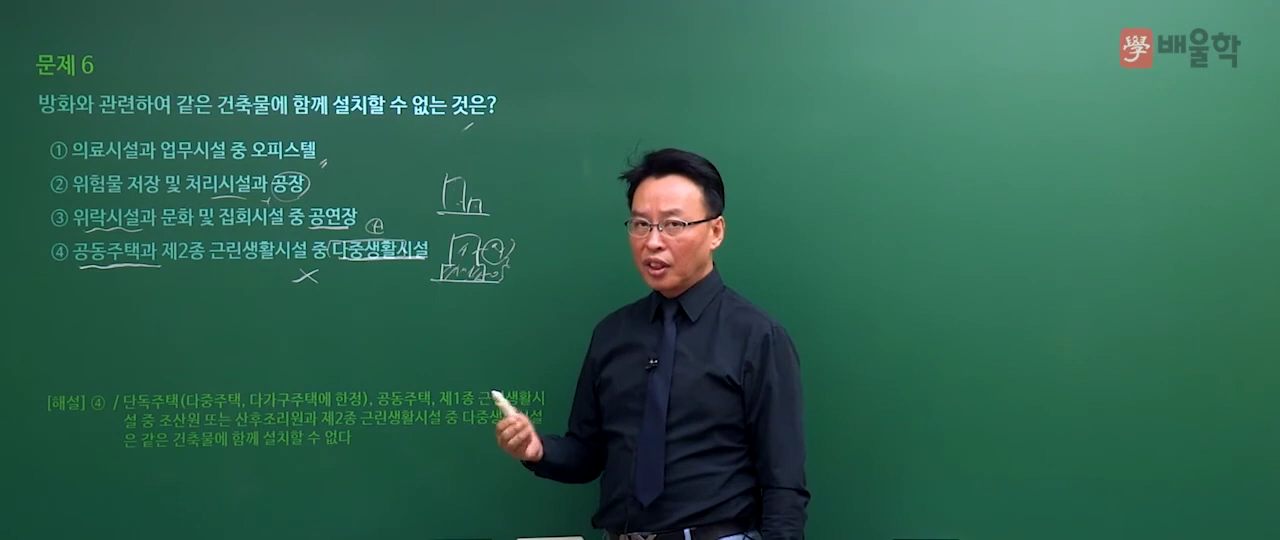 學 배울학
문제 6
방화와 관련하여 같은 건축물에 함께 설치할 수 없는 것은?
① 의료시설과 업무시설 중 오피스텔
② 위험물 저장 및 처리시설과 공장
③ 위락시설과 문화 및 집회시설 중 공연장
④ 공동주택과 제2종 근린생활시설 중 다중생활시설
[해설] ④ / 단독주택(다중주택, 다가구주택에 한정), 공동주택, 제1종 근린생활시
설 중 조산원 또는 산후조리원과 제2종 근린생활시설 중 다중생활시설
은 같은 건축물에 함께 설치할 수 없다